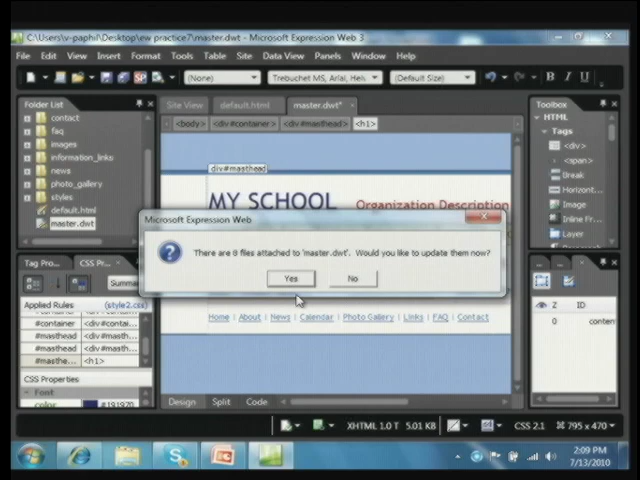 C:\Users\v-paphil\Desktop\ew practice7\master.dwt - Microsoft Expression Web 3
File Edit View Insert Format Tools Table Site Data View Panels Window Help
(None) Trebuchet MS, Arial, Hel (Default Size) B I U
Folder List
contact
faq
images
information_links
news
photo_gallery
styles
default.html
master.dwt
Site View default.html master.dwt*
<body> <div#container> <div#masthead> <h1>
div#masthead
MY SCHOOL Organization Description
Toolbox
HTML
Tags
<div>
<span>
Break
Horizont...
Image
Inline Fr
Layer
Microsoft Expression Web
There are 8 files attached to 'master.dwt'. Would you like to update them now?
Yes No
Home | About | News | Calendar | Photo Gallery | Links | FAQ | Contact
Tag Pro... CSS Pr...
Summa
Applied Rules (style2.css)
#container <div#contai...
#masthead <div#masth...
#masthead <div#masth...
#masthe... <h1>
CSS Properties
Font
color #191970
Z ID
0 conten
Design Split Code
XHTML 1.0 T 5.01 KB CSS 2.1 795 x 470
2:09 PM
7/13/2010